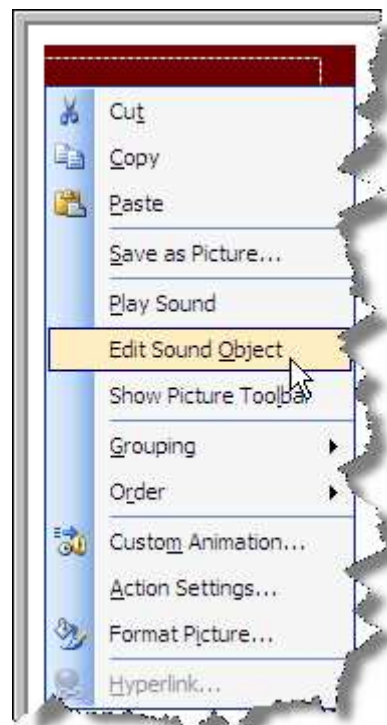 Cut
Copy
Paste
Save as Picture...
Play Sound
Edit Sound Object
Show Picture Toolbar
Grouping
Order
Custom Animation...
Action Settings...
Format Picture...
Hyperlink...